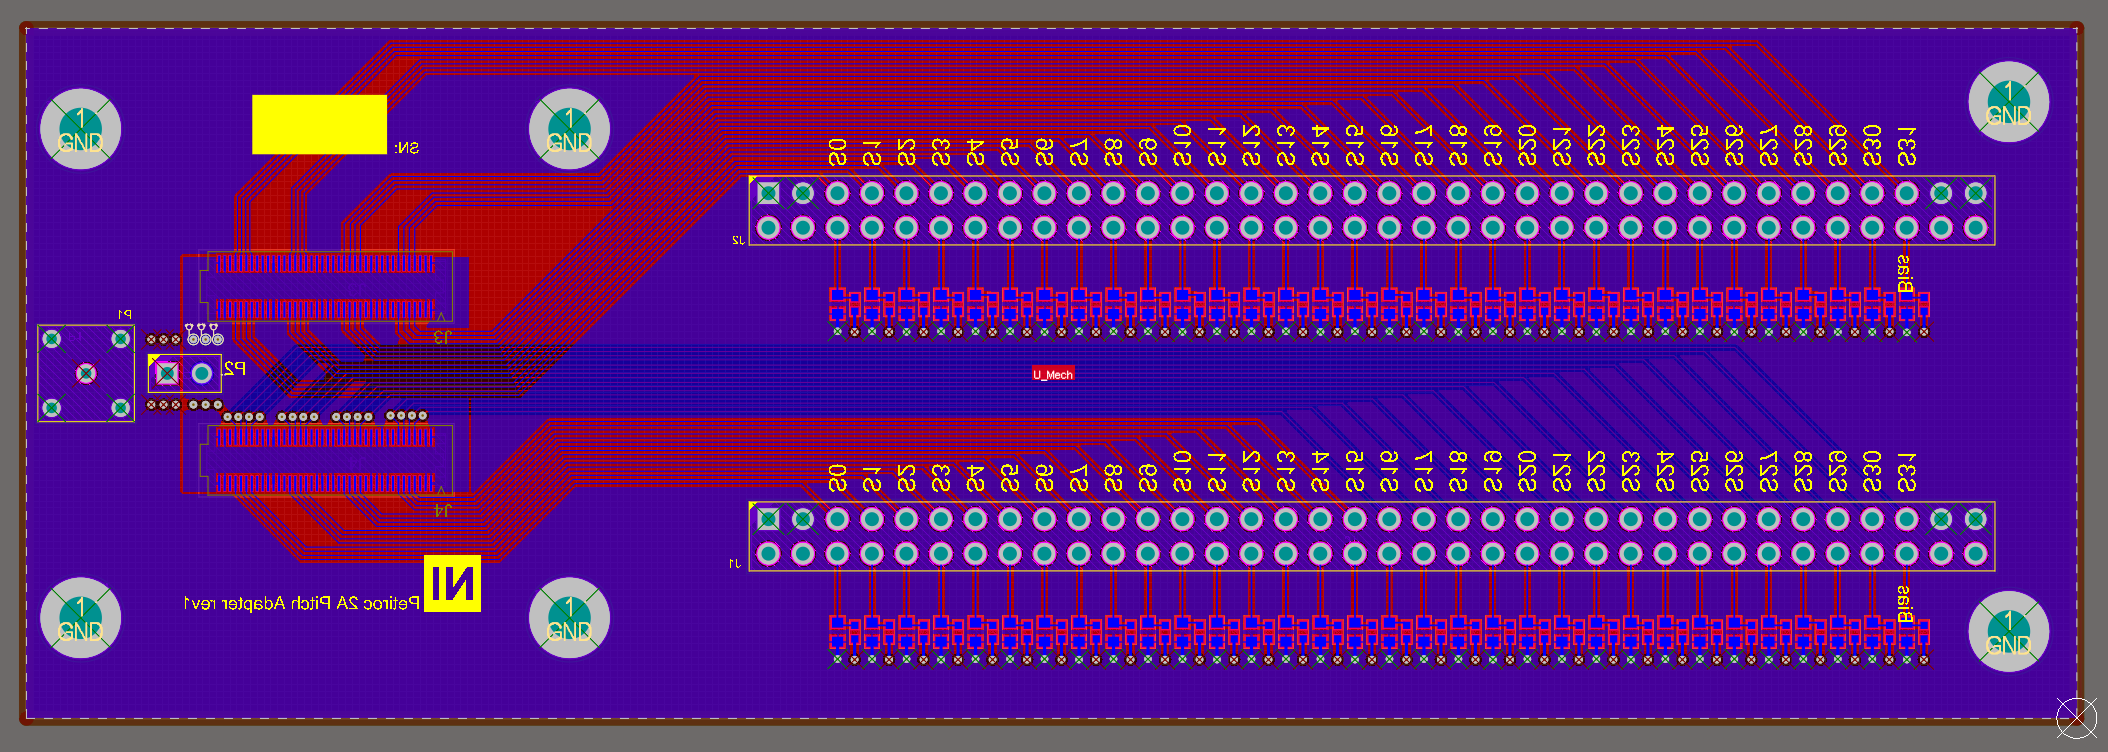 1
GND
1
GND
1
GND
SN:
S0 S1 S2 S3 S4 S5 S6 S7 S8 S9 S10 S11 S12 S13 S14 S15 S16 S17 S18 S19 S20 S21 S22 S23 S24 S25 S26 S27 S28 S29 S30 S31
J2
Bias
P1
J3
P2
U_Mech
S0 S1 S2 S3 S4 S5 S6 S7 S8 S9 S10 S11 S12 S13 S14 S15 S16 S17 S18 S19 S20 S21 S22 S23 S24 S25 S26 S27 S28 S29 S30 S31
J4
J1
NI
Petiroc 2A Pitch Adapter rev1
Bias
1
GND
1
GND
1
GND